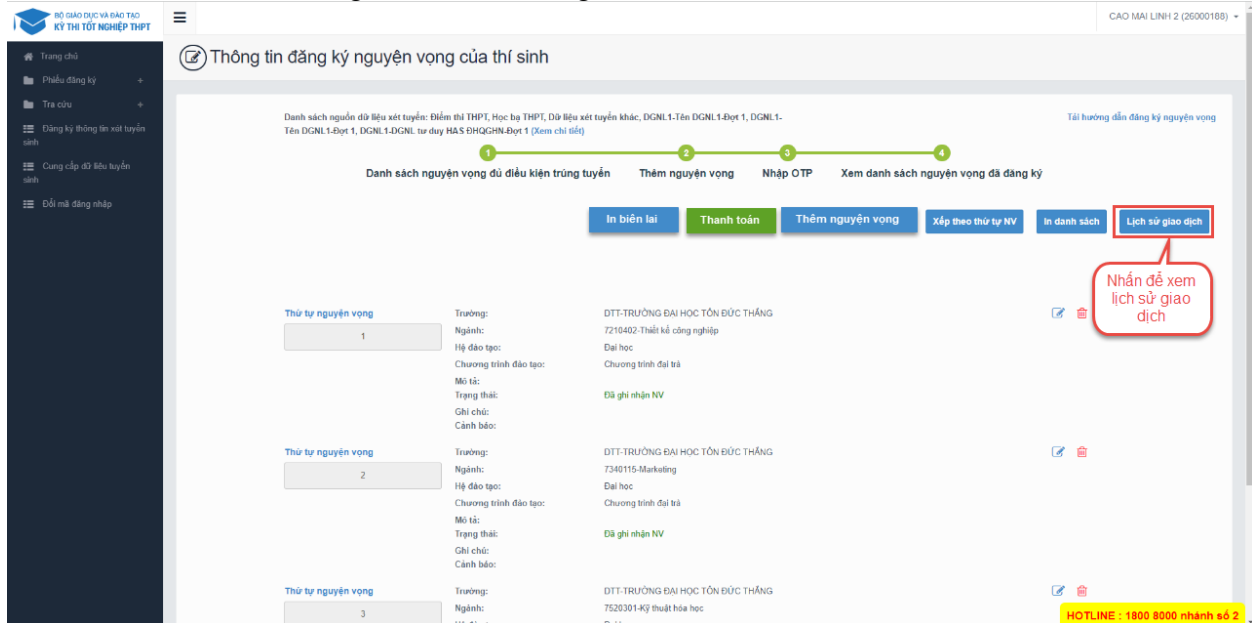 BỘ GIÁO DỤC VÀ ĐÀO TẠO
KỲ THI TỐT NGHIỆP THPT
CAO MAI LINH 2 (26000188)
Trang chủ
Phiếu đăng ký +
Tra cứu +
Đăng ký thông tin xét tuyển
sinh
Cung cấp dữ liệu tuyển
sinh
Đổi mã đăng nhập
Thông tin đăng ký nguyện vọng của thí sinh
Danh sách nguồn dữ liệu xét tuyển: Điểm thi THPT, Học bạ THPT, Dữ liệu xét tuyển khác, DGNL1-Tên DGNL1-Đợt 1, DGNL1-
Tên DGNL1-Đợt 1, DGNL1-DGNL tư duy HAS ĐHQGHN-Đợt 1 (Xem chi tiết)
Tải hướng dẫn đăng ký nguyện vọng
1 2 3 4
Danh sách nguyện vọng đủ điều kiện trúng tuyển Thêm nguyện vọng Nhập OTP Xem danh sách nguyện vọng đã đăng ký
In biên lai Thanh toán Thêm nguyện vọng Xếp theo thứ tự NV In danh sách Lịch sử giao dịch
Nhấn để xem
lịch sử giao
dịch
Thứ tự nguyện vọng
1
Trường: DTT-TRƯỜNG ĐẠI HỌC TÔN ĐỨC THẮNG
Ngành: 7210402-Thiết kế công nghiệp
Hệ đào tạo: Đại học
Chương trình đào tạo: Chương trình đại trà
Mô tả:
Trạng thái: Đã ghi nhận NV
Ghi chú:
Cảnh báo:
Thứ tự nguyện vọng
2
Trường: DTT-TRƯỜNG ĐẠI HỌC TÔN ĐỨC THẮNG
Ngành: 7340115-Marketing
Hệ đào tạo: Đại học
Chương trình đào tạo: Chương trình đại trà
Mô tả:
Trạng thái: Đã ghi nhận NV
Ghi chú:
Cảnh báo:
Thứ tự nguyện vọng
3
Trường: DTT-TRƯỜNG ĐẠI HỌC TÔN ĐỨC THẮNG
Ngành: 7520301-Kỹ thuật hóa học
HOTLINE : 1800 8000 nhánh số 2